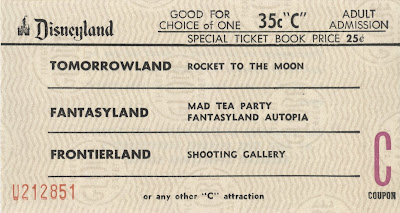 Disneyland
GOOD FOR
CHOICE of ONE
35c "C"
ADULT
ADMISSION
SPECIAL TICKET BOOK PRICE 25¢
TOMORROWLAND ROCKET TO THE MOON
FANTASYLAND MAD TEA PARTY
FANTASYLAND AUTOPIA
FRONTIERLAND SHOOTING GALLERY
C
COUPON
U212851
or any other "C" attraction